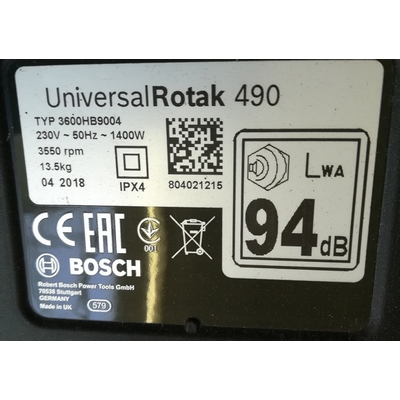 UniversalRotak 490
TYP 3600HB9004
230V ~ 50Hz ~ 1400W
3550 rpm
13.5kg
04 2018
IPX4
804021215
LWA
94dB
CE EAC
001
BOSCH
Robert Bosch Power Tools GmbH
70538 Stuttgart
GERMANY
Made in UK
579